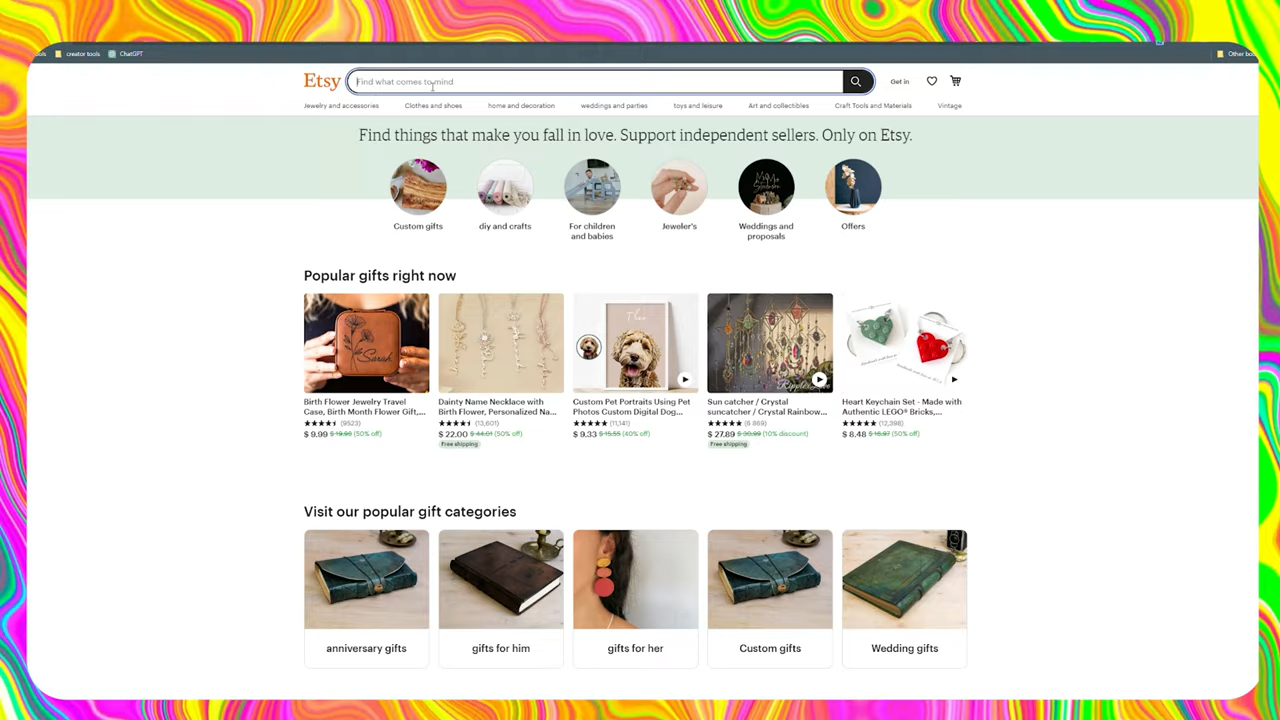 creator tools ChatGPT Other
Etsy Find what comes to mind Get in
Jewelry and accessories Clothes and shoes home and decoration weddings and parties toys and leisure Art and collectibles Craft Tools and Materials Vintage
Find things that make you fall in love. Support independent sellers. Only on Etsy.
Custom gifts diy and crafts For children Jeweler's Weddings and Offers
and babies proposals
Popular gifts right now
Sarah
Birth Flower Jewelry Travel
Case, Birth Month Flower Gift,...
(9523)
$ 9.99 $ 19.98 (50% off)
Dainty Name Necklace with
Birth Flower, Personalized Na...
(13,601)
$ 22.00 $ 44.01 (50% off)
Free shipping
Custom Pet Portraits Using Pet
Photos Custom Digital Dog...
(11,141)
$ 9.33 $ 15.55 (40% off)
Sun catcher / Crystal
suncatcher / Crystal Rainbow...
(6 869)
$ 27.89 $ 30.99 (10% discount)
Free shipping
Heart Keychain Set - Made with
Authentic LEGO® Bricks,...
(12,398)
$ 8.48 $ 16.97 (50% off)
Visit our popular gift categories
anniversary gifts gifts for him gifts for her Custom gifts Wedding gifts